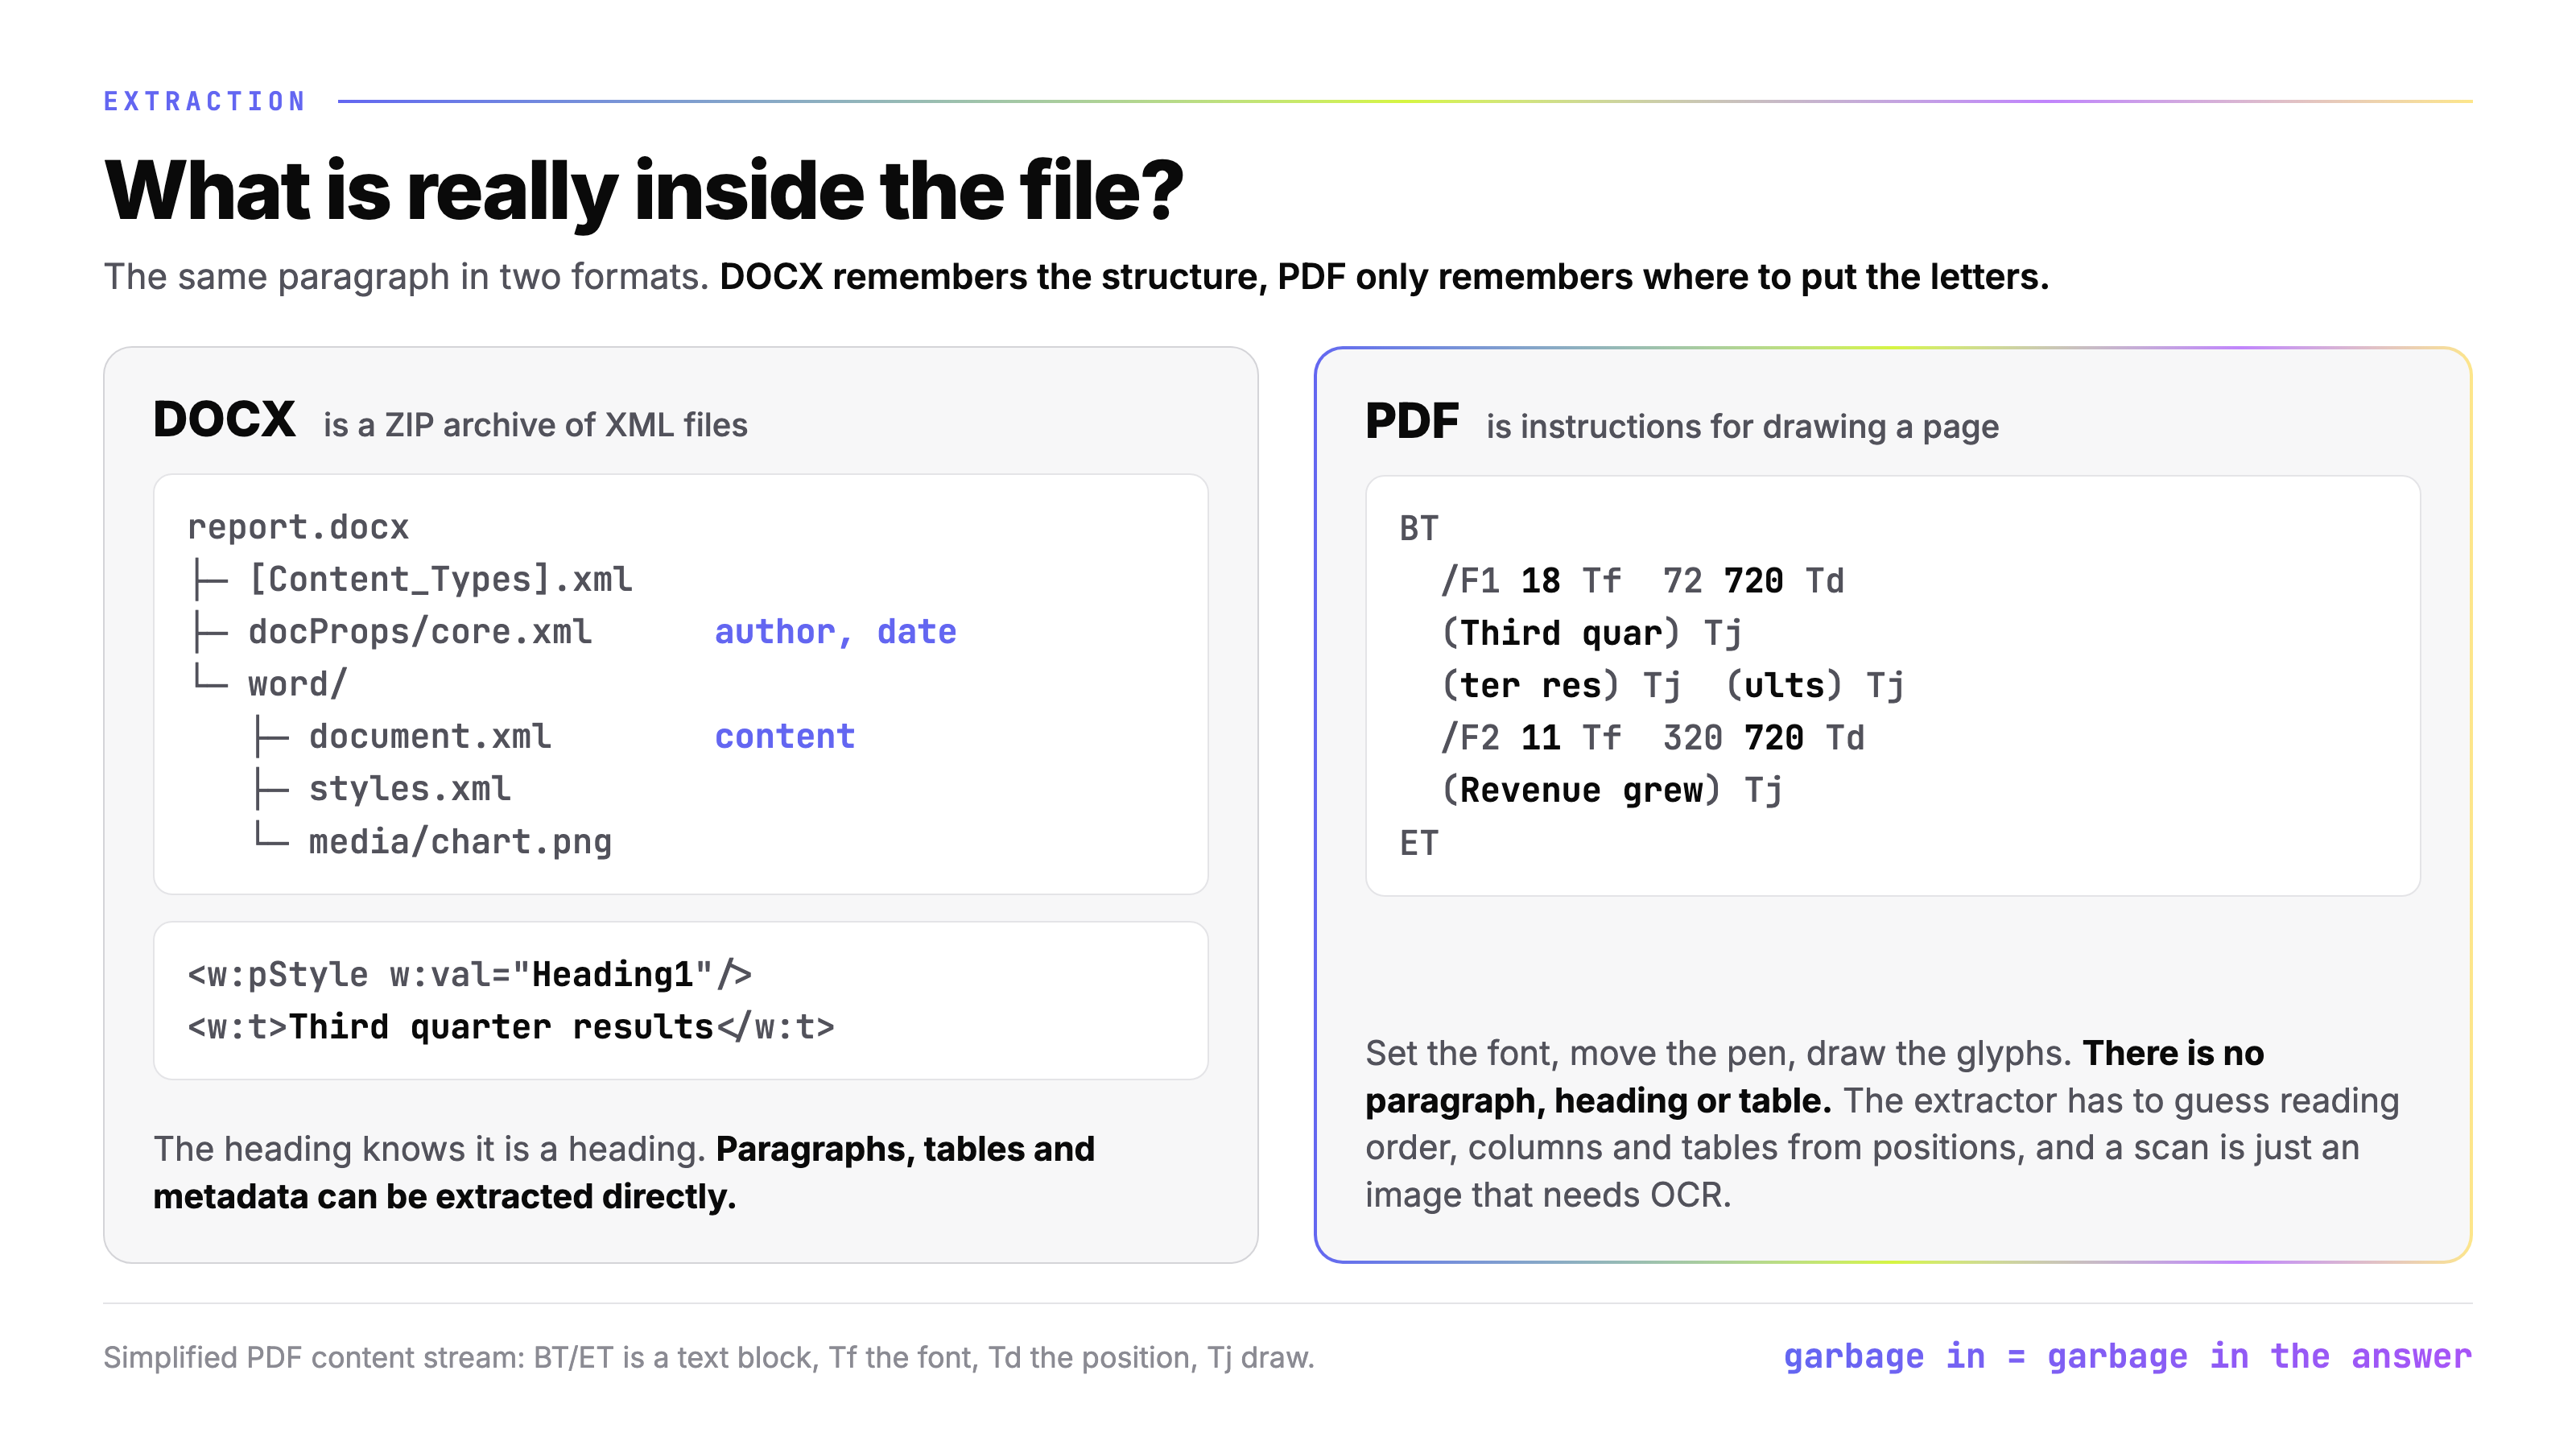 EXTRACTION
What is really inside the file?
The same paragraph in two formats. DOCX remembers the structure, PDF only remembers where to put the letters.
DOCX is a ZIP archive of XML files
report.docx
├─ [Content_Types].xml
├─ docProps/core.xml      author, date
└─ word/
   ├─ document.xml        content
   ├─ styles.xml
   └─ media/chart.png
<w:pStyle w:val="Heading1"/>
<w:t>Third quarter results</w:t>
The heading knows it is a heading. Paragraphs, tables and
metadata can be extracted directly.
PDF is instructions for drawing a page
BT
  /F1 18 Tf  72 720 Td
  (Third quar) Tj
  (ter res) Tj  (ults) Tj
  /F2 11 Tf  320 720 Td
  (Revenue grew) Tj
ET
Set the font, move the pen, draw the glyphs. There is no
paragraph, heading or table. The extractor has to guess reading
order, columns and tables from positions, and a scan is just an
image that needs OCR.
Simplified PDF content stream: BT/ET is a text block, Tf the font, Td the position, Tj draw.
garbage in = garbage in the answer